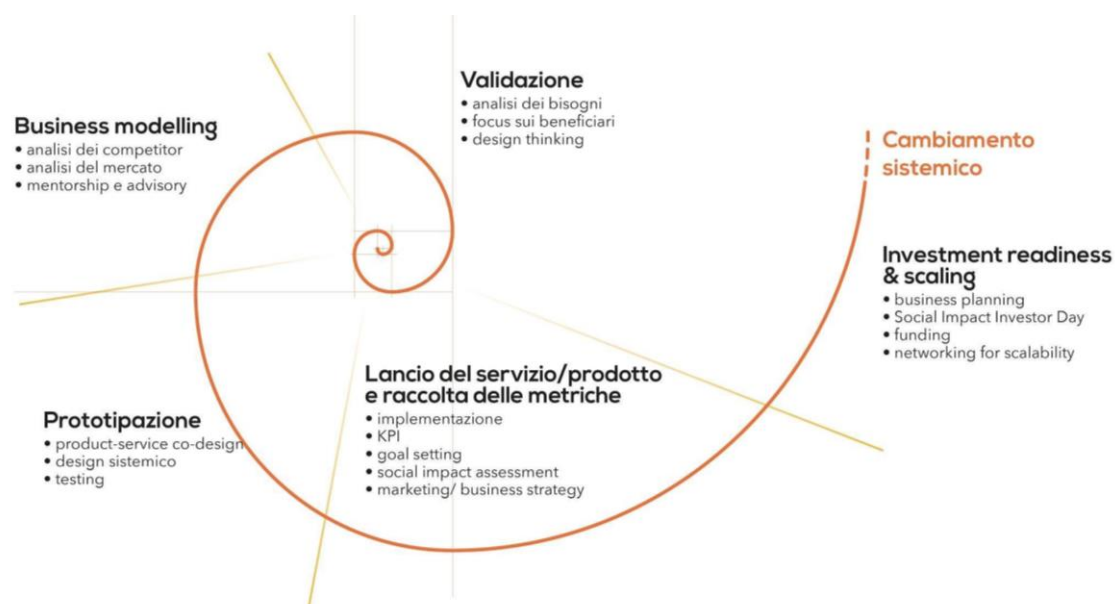 Validazione
• analisi dei bisogni
• focus sui beneficiari
• design thinking
Business modelling
• analisi dei competitor
• analisi del mercato
• mentorship e advisory
Prototipazione
• product-service co-design
• design sistemico
• testing
Lancio del servizio/prodotto
e raccolta delle metriche
• implementazione
• KPI
• goal setting
• social impact assessment
• marketing/ business strategy
Investment readiness
& scaling
• business planning
• Social Impact Investor Day
• funding
• networking for scalability
Cambiamento
sistemico